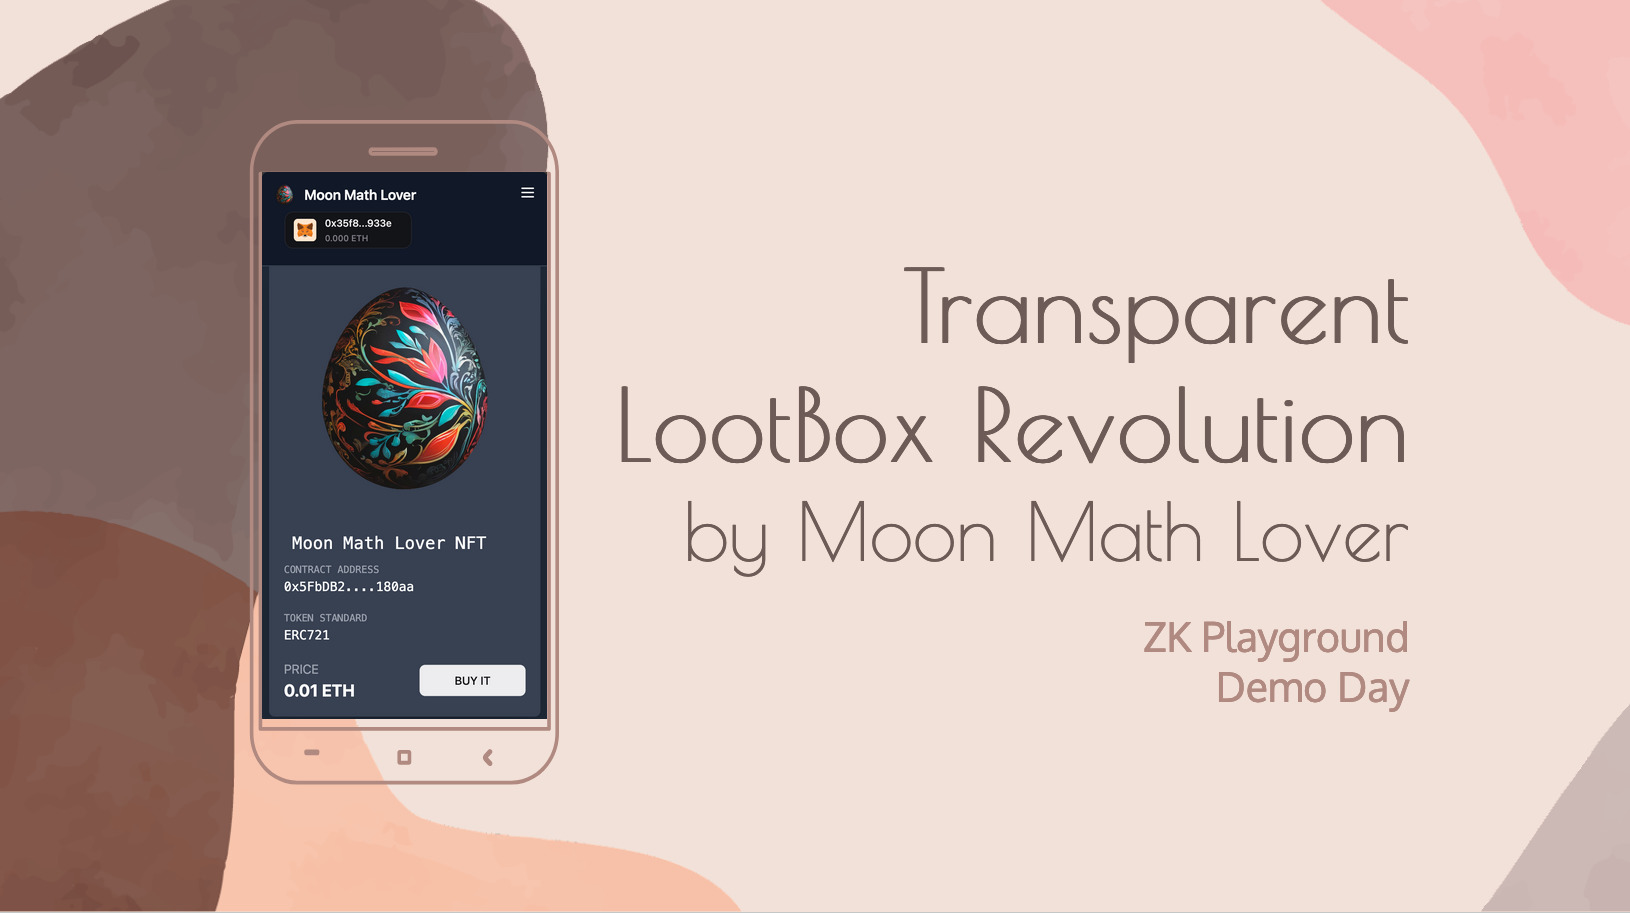 Moon Math Lover
0x35f8...933e
0.000 ETH
Moon Math Lover NFT
CONTRACT ADDRESS
0x5FbDB2....180aa
TOKEN STANDARD
ERC721
PRICE
0.01 ETH
BUY IT
Transparent
LootBox Revolution
by Moon Math Lover
ZK Playground
Demo Day